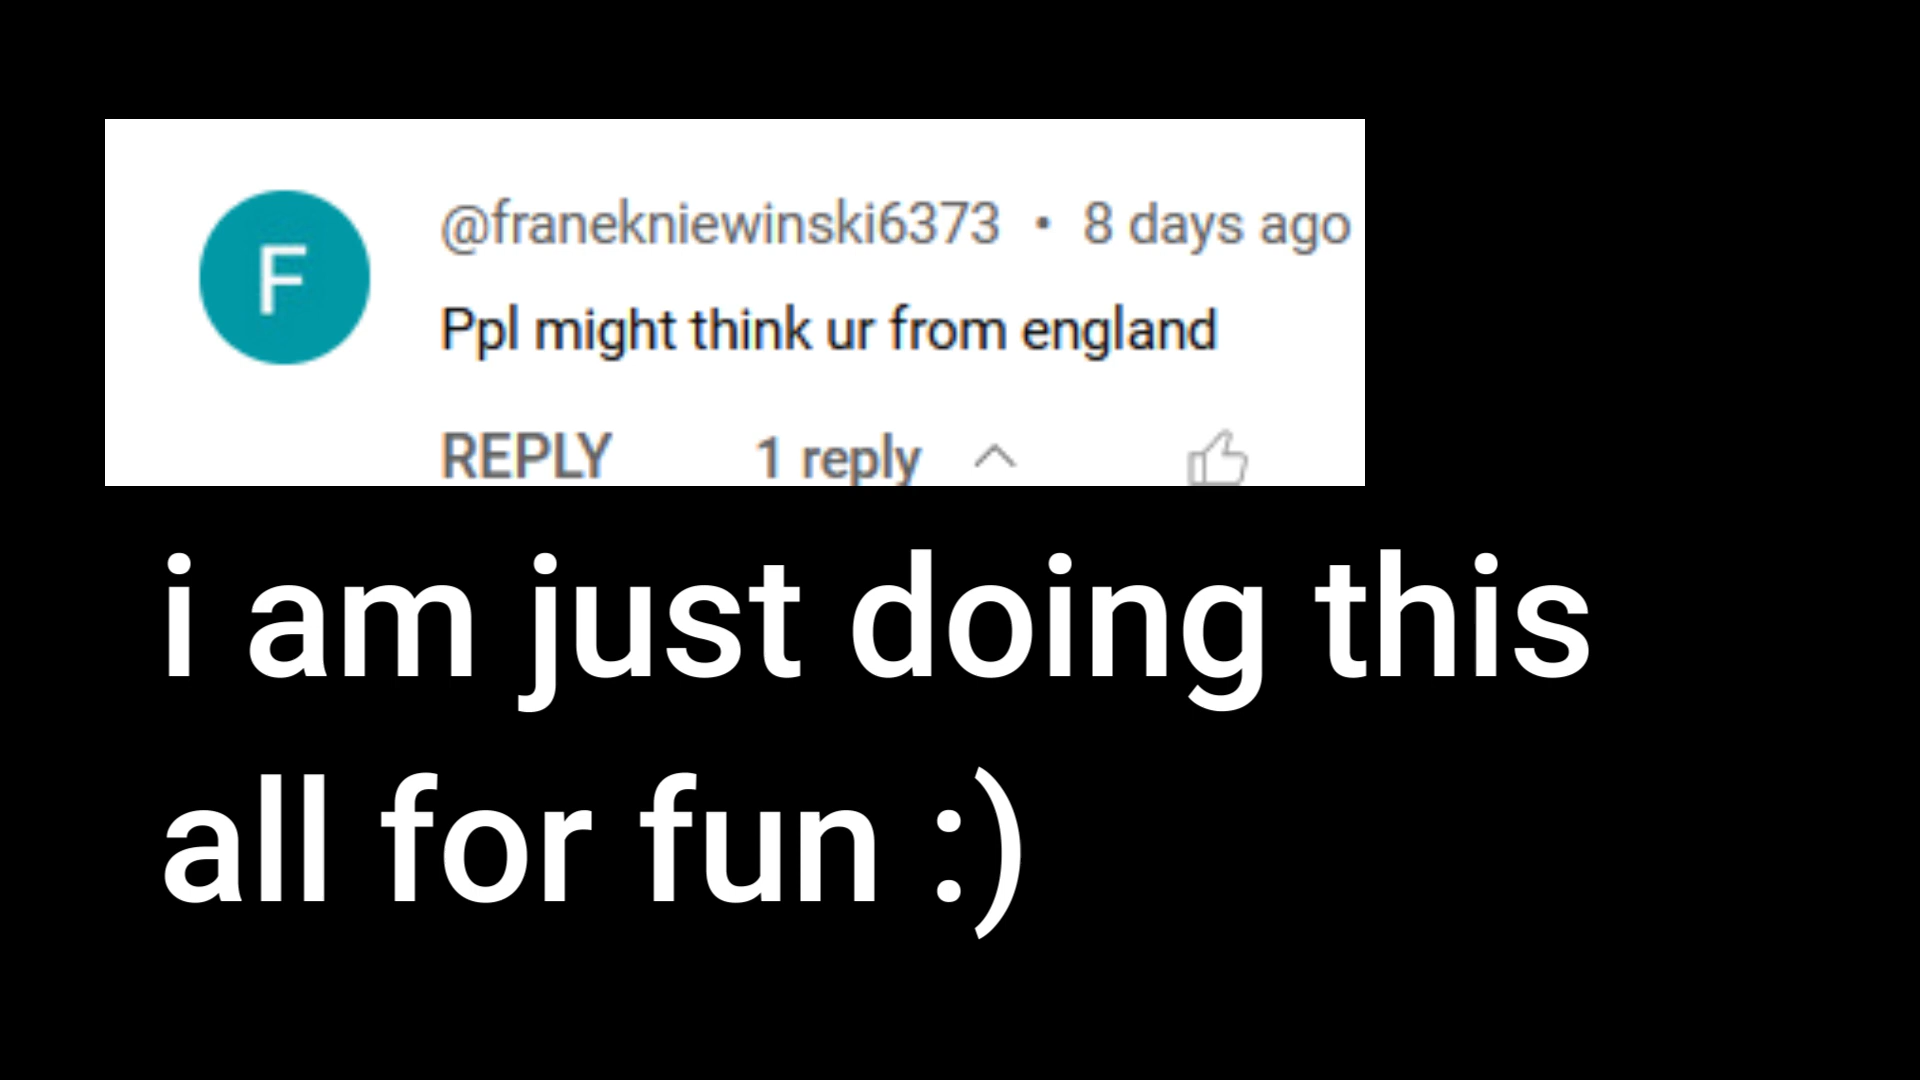 F
@franekniewinski6373 • 8 days ago
Ppl might think ur from england
REPLY 1 reply
i am just doing this
all for fun :)